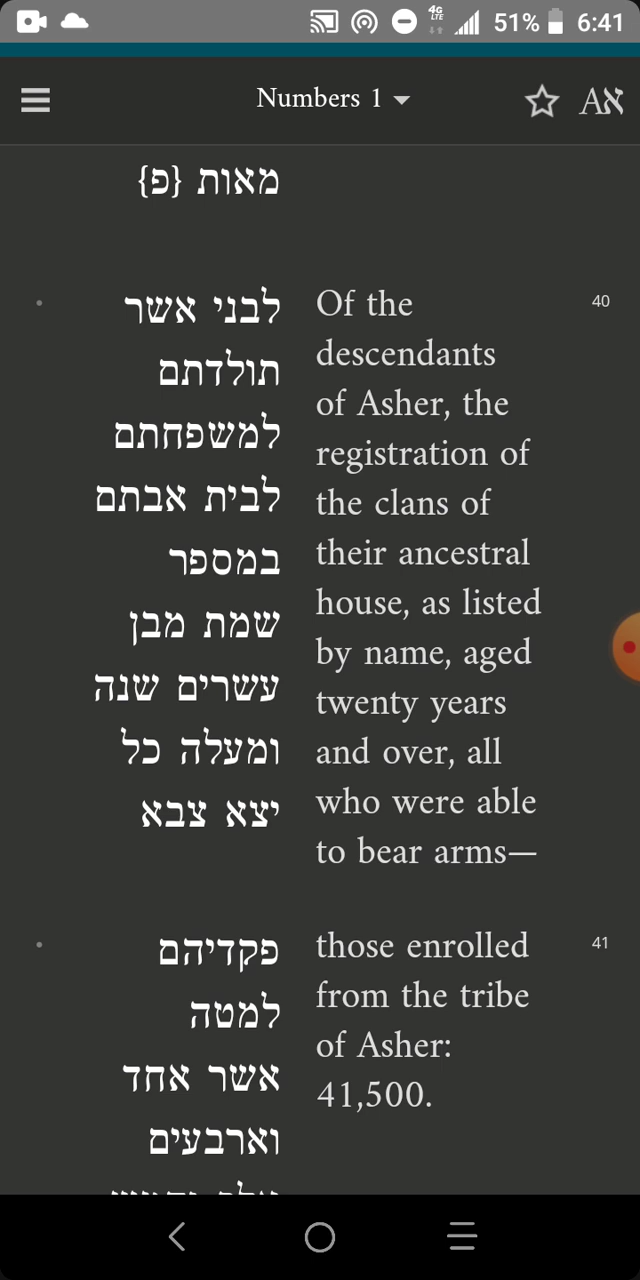 4G
LTE
51%
6:41
Numbers 1
Aא
מאות {פ}
לבני אשר
תולדתם
למשפחתם
לבית אבתם
במספר
שמת מבן
עשרים שנה
ומעלה כל
יצא צבא
Of the
descendants
of Asher, the
registration of
the clans of
their ancestral
house, as listed
by name, aged
twenty years
and over, all
who were able
to bear arms—
40
פקדיהם
למטה
אשר אחד
וארבעים
those enrolled
from the tribe
of Asher:
41,500.
41